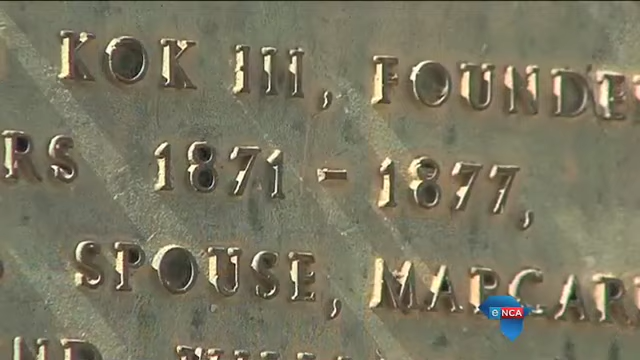 KOK III, FOUNDE
RS 1871 - 1877,
SPOUSE, MARGAR
eNCA